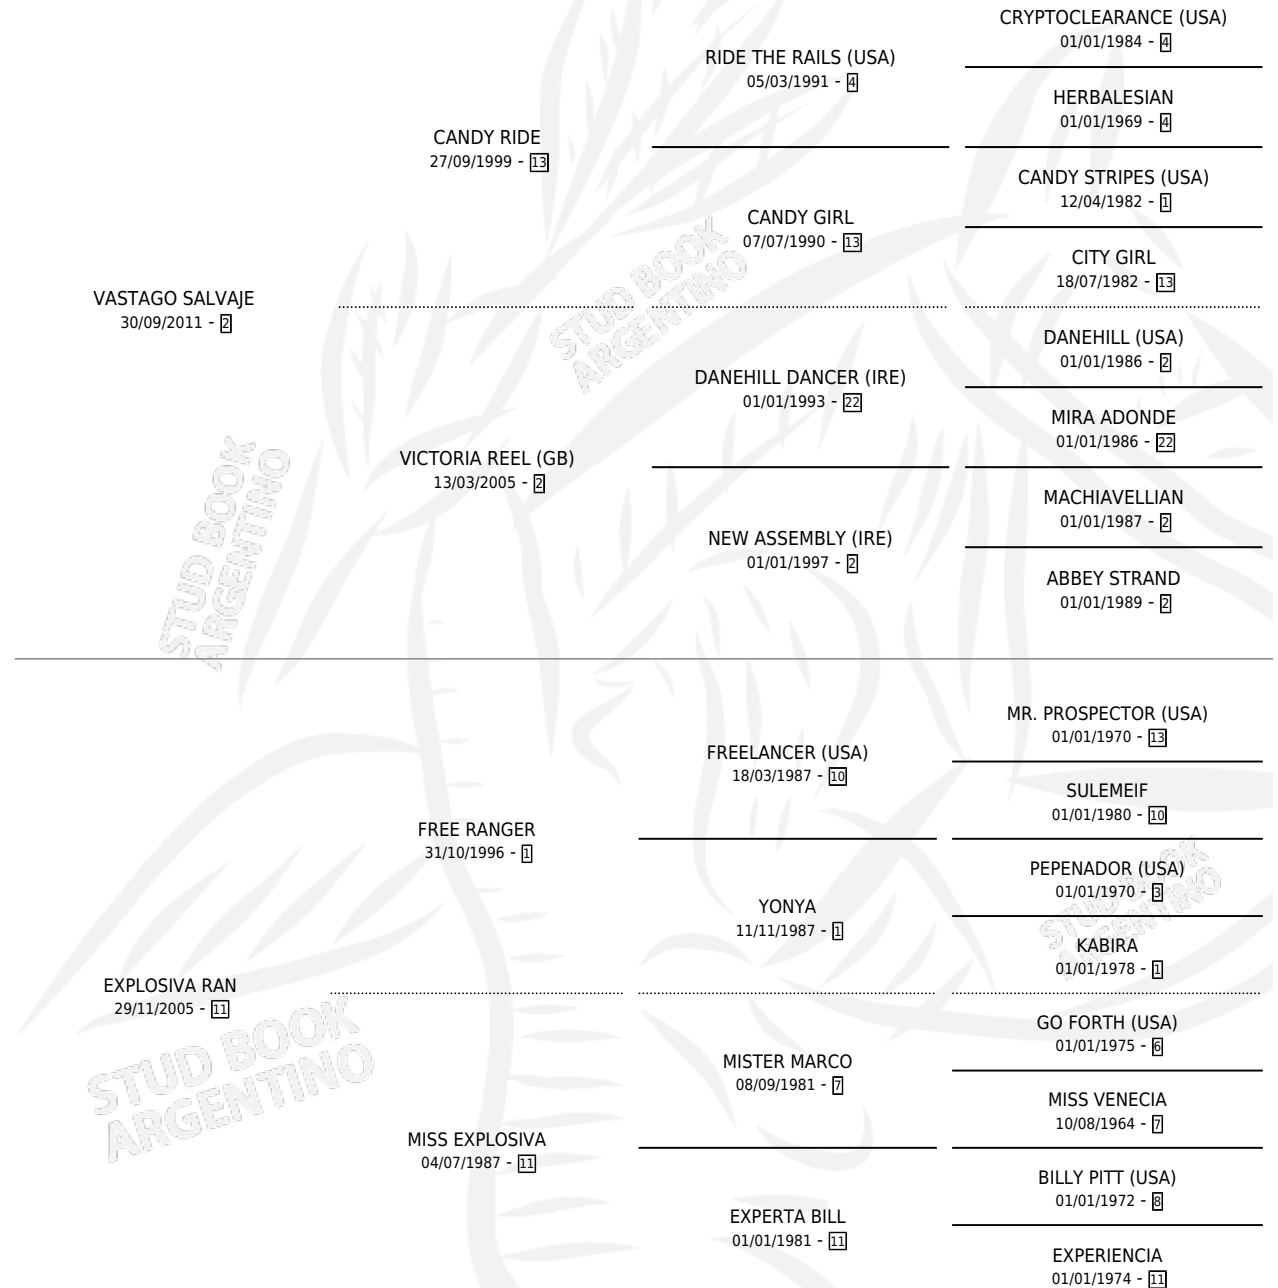 CRYPTOCLEARANCE (USA)
01/01/1984 - 4
RIDE THE RAILS (USA)
05/03/1991 - 4
HERBALESIAN
01/01/1969 - 4
CANDY RIDE
27/09/1999 - 13
CANDY STRIPES (USA)
12/04/1982 - 1
CANDY GIRL
07/07/1990 - 13
CITY GIRL
18/07/1982 - 13
VASTAGO SALVAJE
30/09/2011 - 2
DANEHILL (USA)
01/01/1986 - 2
DANEHILL DANCER (IRE)
01/01/1993 - 22
MIRA ADONDE
01/01/1986 - 22
VICTORIA REEL (GB)
13/03/2005 - 2
MACHIAVELLIAN
01/01/1987 - 2
NEW ASSEMBLY (IRE)
01/01/1997 - 2
ABBEY STRAND
01/01/1989 - 2
STUD BOOK
ARGENTINO
STUD BOOK
ARGENTINO
MR. PROSPECTOR (USA)
01/01/1970 - 13
FREELANCER (USA)
18/03/1987 - 10
SULEMEIF
01/01/1980 - 10
FREE RANGER
31/10/1996 - 1
PEPENADOR (USA)
01/01/1970 - 3
YONYA
11/11/1987 - 1
KABIRA
01/01/1978 - 1
EXPLOSIVA RAN
29/11/2005 - 11
GO FORTH (USA)
01/01/1975 - 6
MISTER MARCO
08/09/1981 - 7
MISS VENECIA
10/08/1964 - 7
MISS EXPLOSIVA
04/07/1987 - 11
BILLY PITT (USA)
01/01/1972 - 8
EXPERTA BILL
01/01/1981 - 11
EXPERIENCIA
01/01/1974 - 11
STUD BOOK
ARGENTINO
STUD BOOK
ARGENTINO